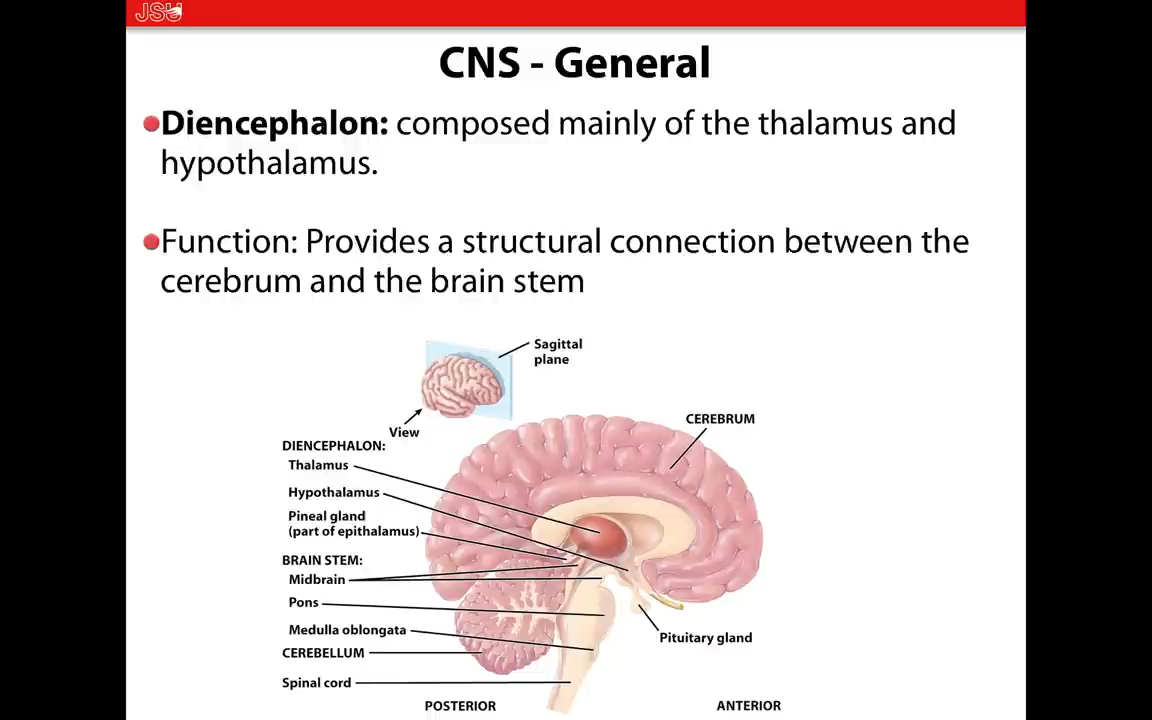 JSU
CNS - General
Diencephalon: composed mainly of the thalamus and
hypothalamus.
Function: Provides a structural connection between the
cerebrum and the brain stem
Sagittal
plane
View
CEREBRUM
DIENCEPHALON:
Thalamus
Hypothalamus
Pineal gland
(part of epithalamus)
BRAIN STEM:
Midbrain
Pons
Medulla oblongata
CEREBELLUM
Spinal cord
Pituitary gland
POSTERIOR
ANTERIOR